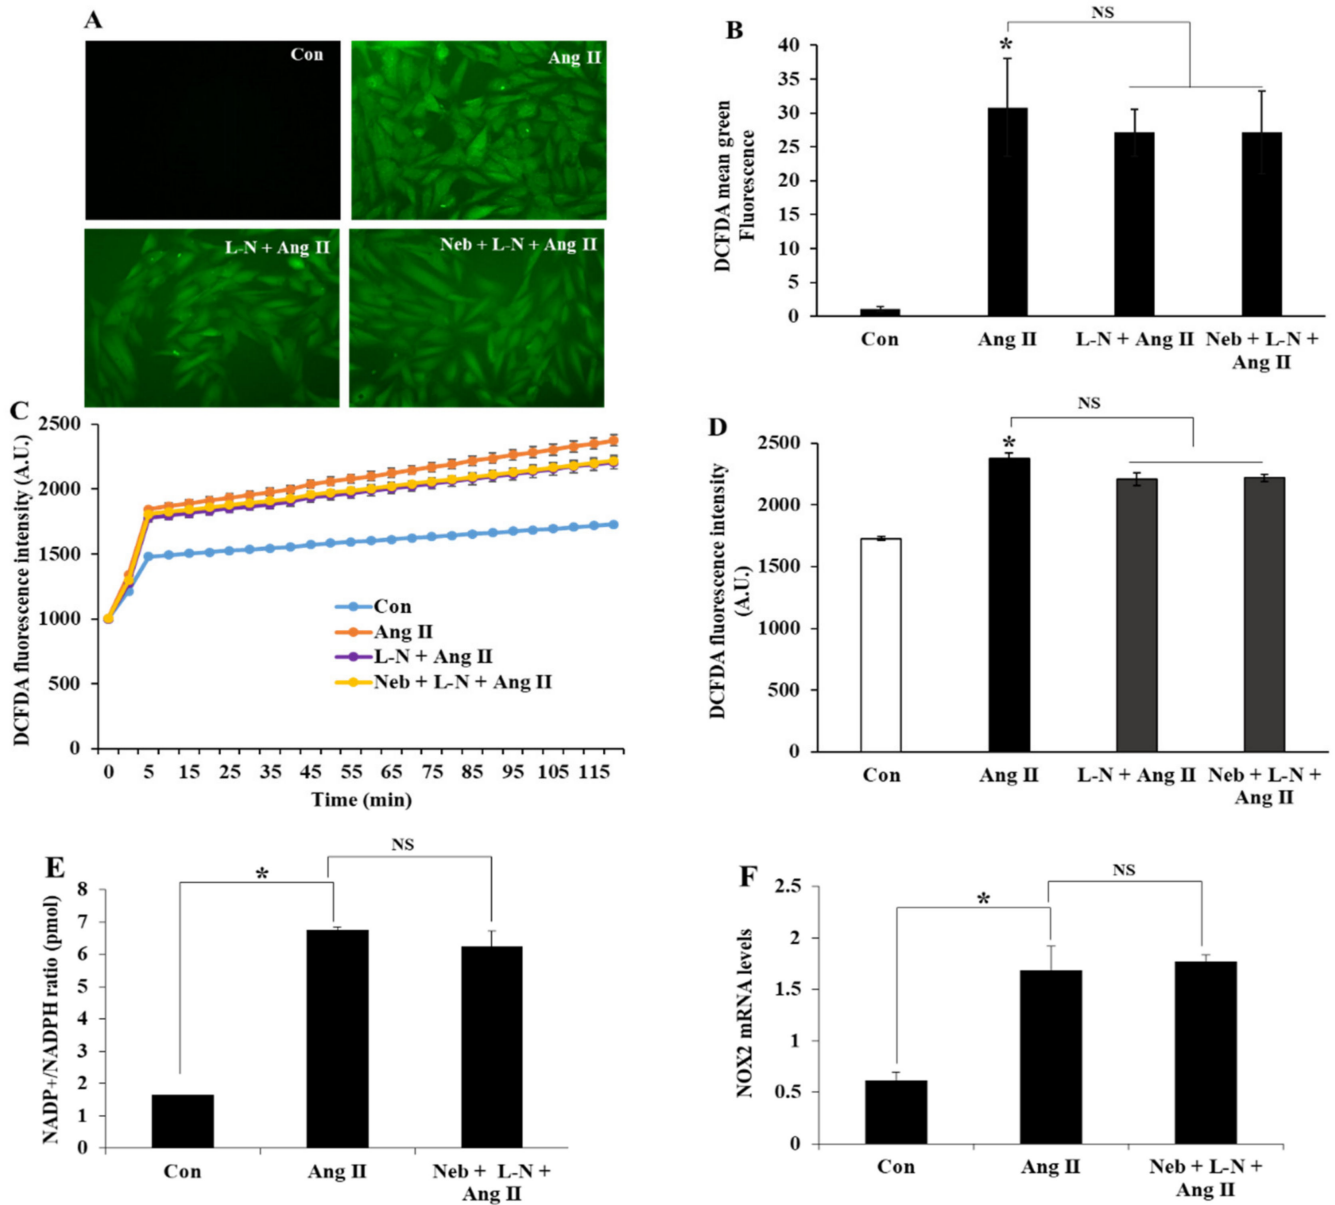 A
Con
Ang II
L-N + Ang II
Neb + L-N + Ang II
B
NS
*
DCFDA mean green
Fluorescence
40
35
30
25
20
15
10
5
0
Con
Ang II
L-N + Ang II
Neb + L-N +
Ang II
C
DCFDA fluorescence intensity (A.U.)
2500
2000
1500
1000
500
0
Con
Ang II
L-N + Ang II
Neb + L-N + Ang II
0 5 15 25 35 45 55 65 75 85 95 105 115
Time (min)
D
NS
*
DCFDA fluorescence intensity
(A.U.)
2500
2000
1500
1000
500
0
Con
Ang II
L-N + Ang II
Neb + L-N +
Ang II
E
NS
*
NADP+/NADPH ratio (pmol)
8
7
6
5
4
3
2
1
0
Con
Ang II
Neb + L-N +
Ang II
F
NS
*
NOX2 mRNA levels
2.5
2
1.5
1
0.5
0
Con
Ang II
Neb + L-N +
Ang II